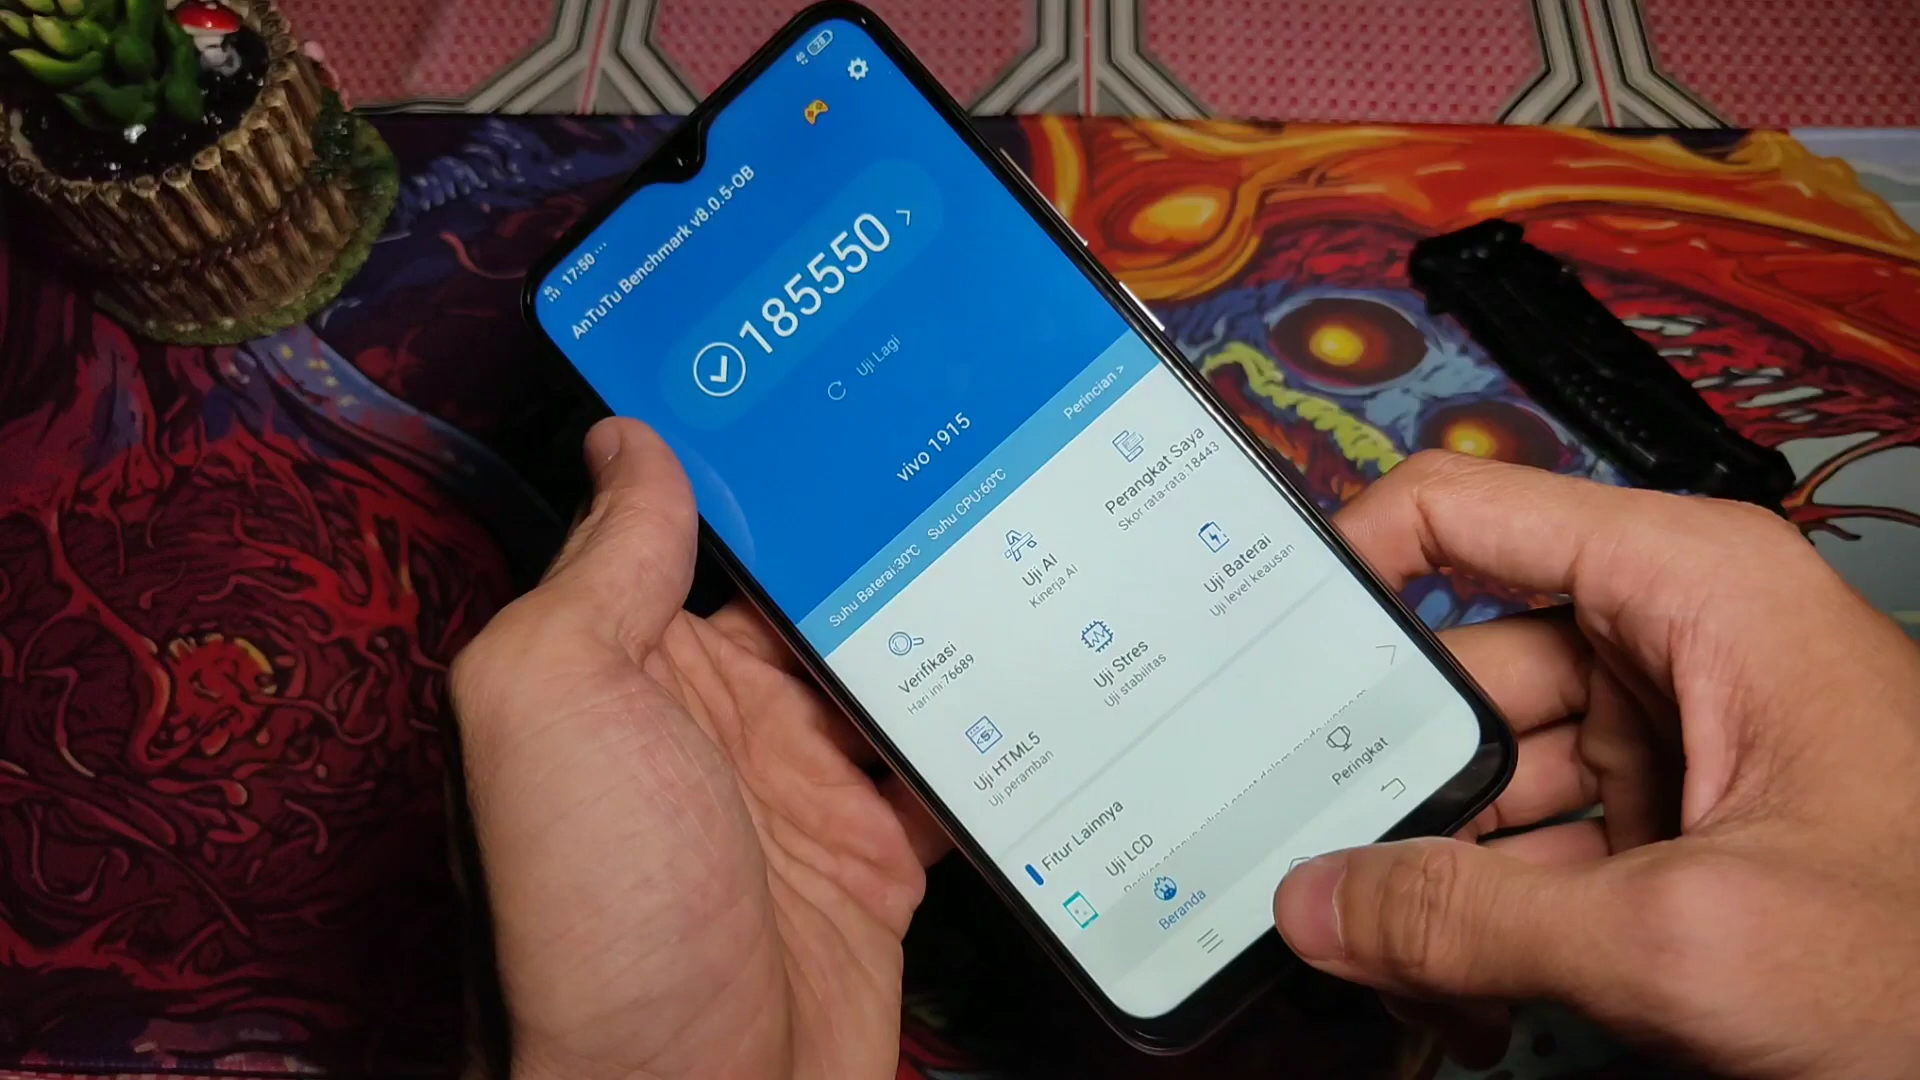 17:50 ...
28
AnTuTu Benchmark v8.0.5-OB
185550
Uji Lagi
vivo 1915
Suhu Baterai:30℃ Suhu CPU:60℃ Perincian >
Verifikasi
Hari ini:76689
Uji AI
Kinerja AI
Perangkat Saya
Skor rata-rata:18443
Uji HTML5
Uji peramban
Uji Stres
Uji stabilitas
Uji Baterai
Uji level keausan
Fitur Lainnya
Uji LCD
Beranda
Peringkat